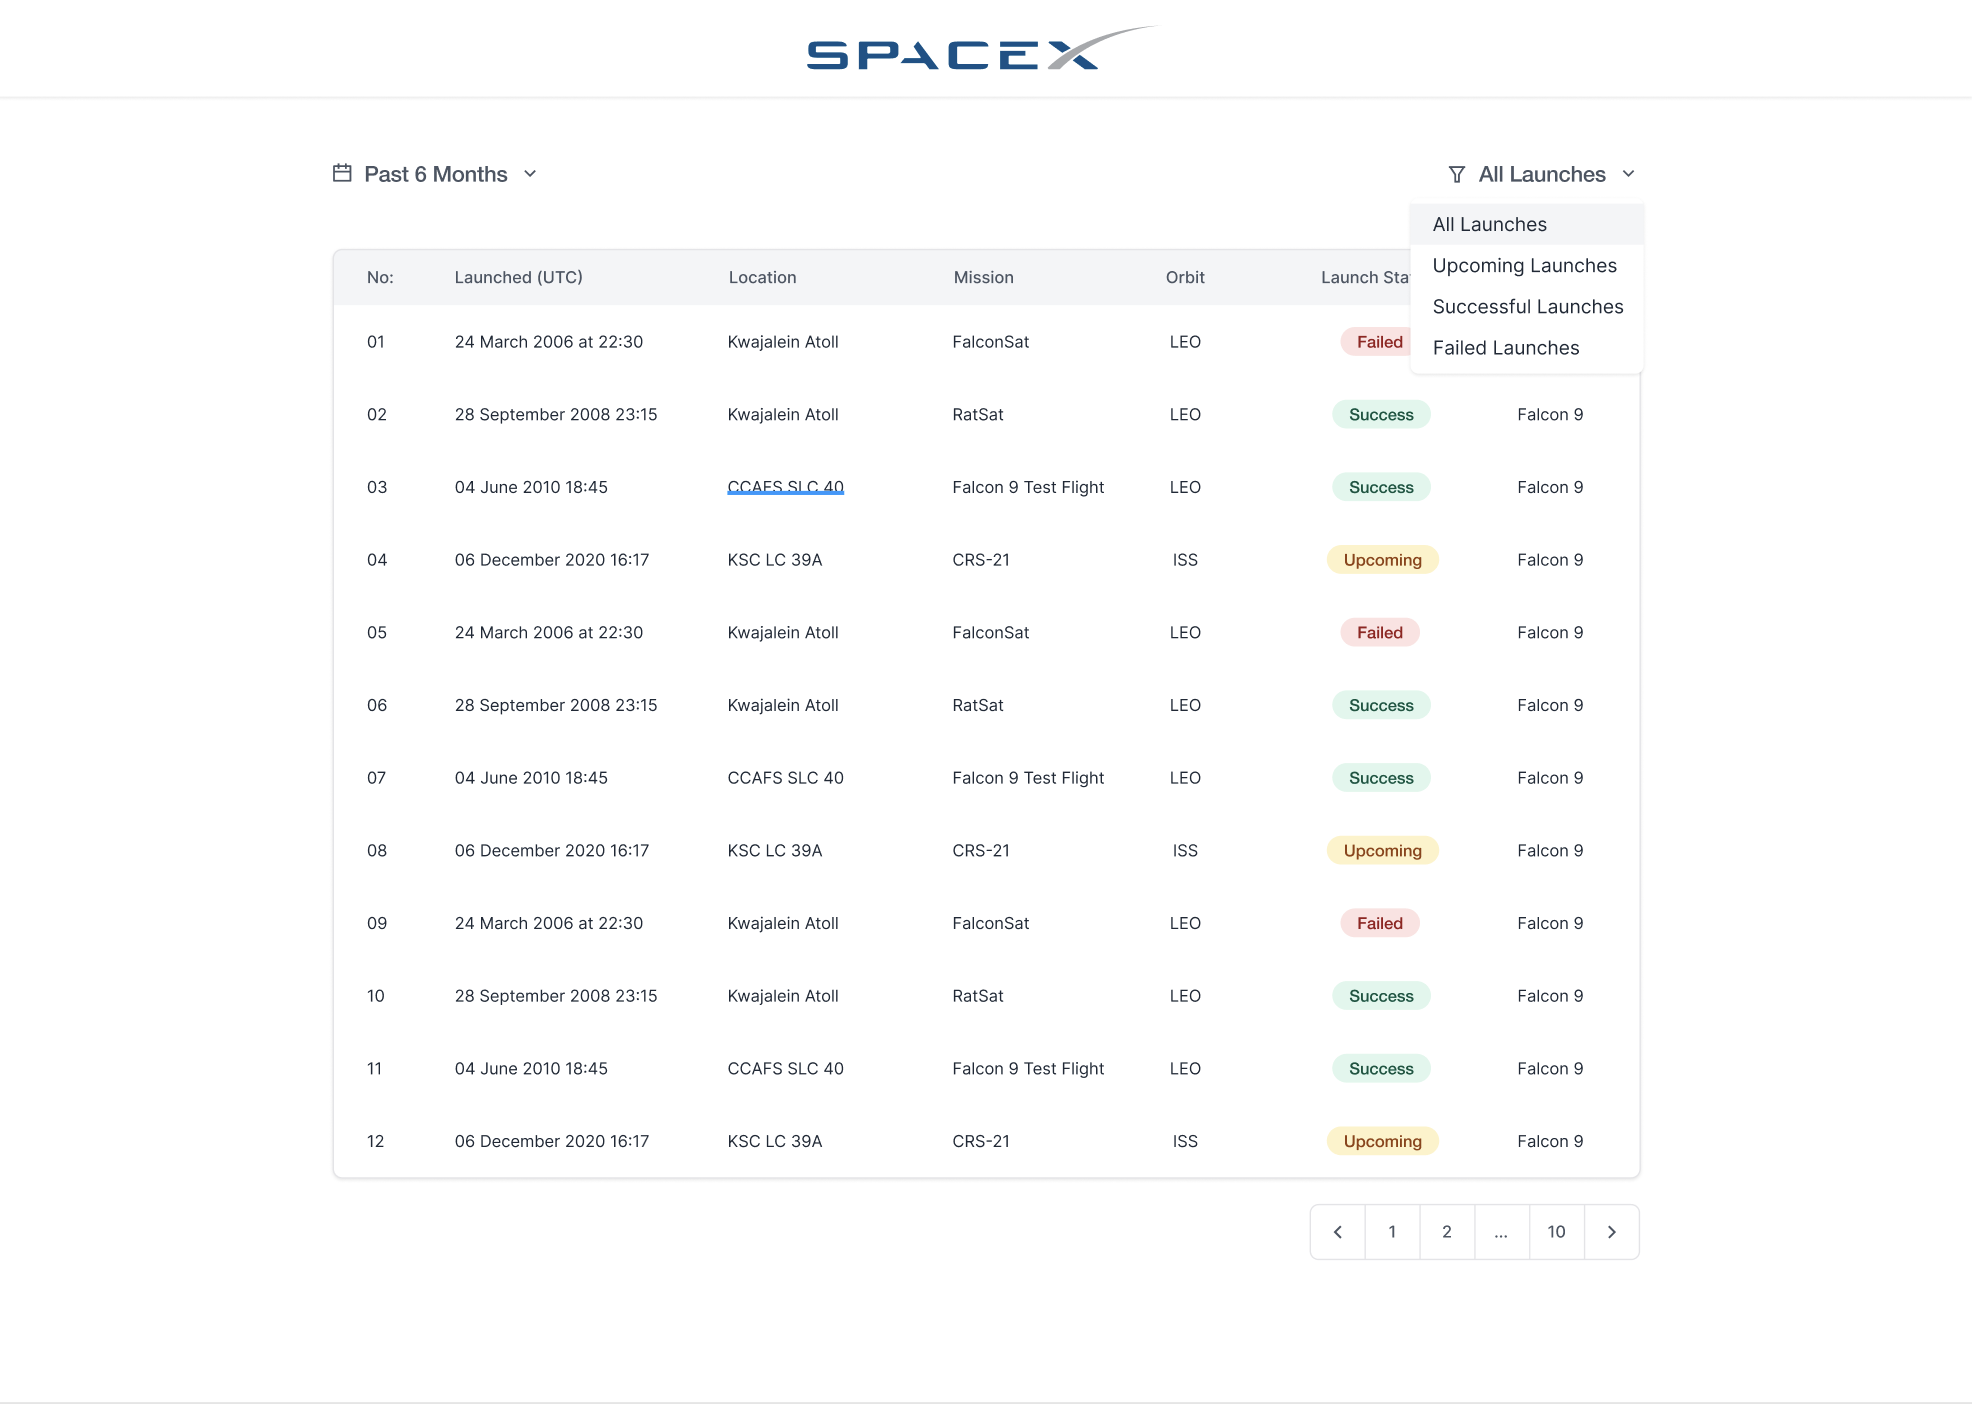 SPACEX
Past 6 Months
All Launches
All Launches
Upcoming Launches
Successful Launches
Failed Launches
No: Launched (UTC) Location Mission Orbit Launch
01 24 March 2006 at 22:30 Kwajalein Atoll FalconSat LEO Failed
02 28 September 2008 23:15 Kwajalein Atoll RatSat LEO Success Falcon 9
03 04 June 2010 18:45 CCAFS SLC 40 Falcon 9 Test Flight LEO Success Falcon 9
04 06 December 2020 16:17 KSC LC 39A CRS-21 ISS Upcoming Falcon 9
05 24 March 2006 at 22:30 Kwajalein Atoll FalconSat LEO Failed Falcon 9
06 28 September 2008 23:15 Kwajalein Atoll RatSat LEO Success Falcon 9
07 04 June 2010 18:45 CCAFS SLC 40 Falcon 9 Test Flight LEO Success Falcon 9
08 06 December 2020 16:17 KSC LC 39A CRS-21 ISS Upcoming Falcon 9
09 24 March 2006 at 22:30 Kwajalein Atoll FalconSat LEO Failed Falcon 9
10 28 September 2008 23:15 Kwajalein Atoll RatSat LEO Success Falcon 9
11 04 June 2010 18:45 CCAFS SLC 40 Falcon 9 Test Flight LEO Success Falcon 9
12 06 December 2020 16:17 KSC LC 39A CRS-21 ISS Upcoming Falcon 9
1 2 ... 10